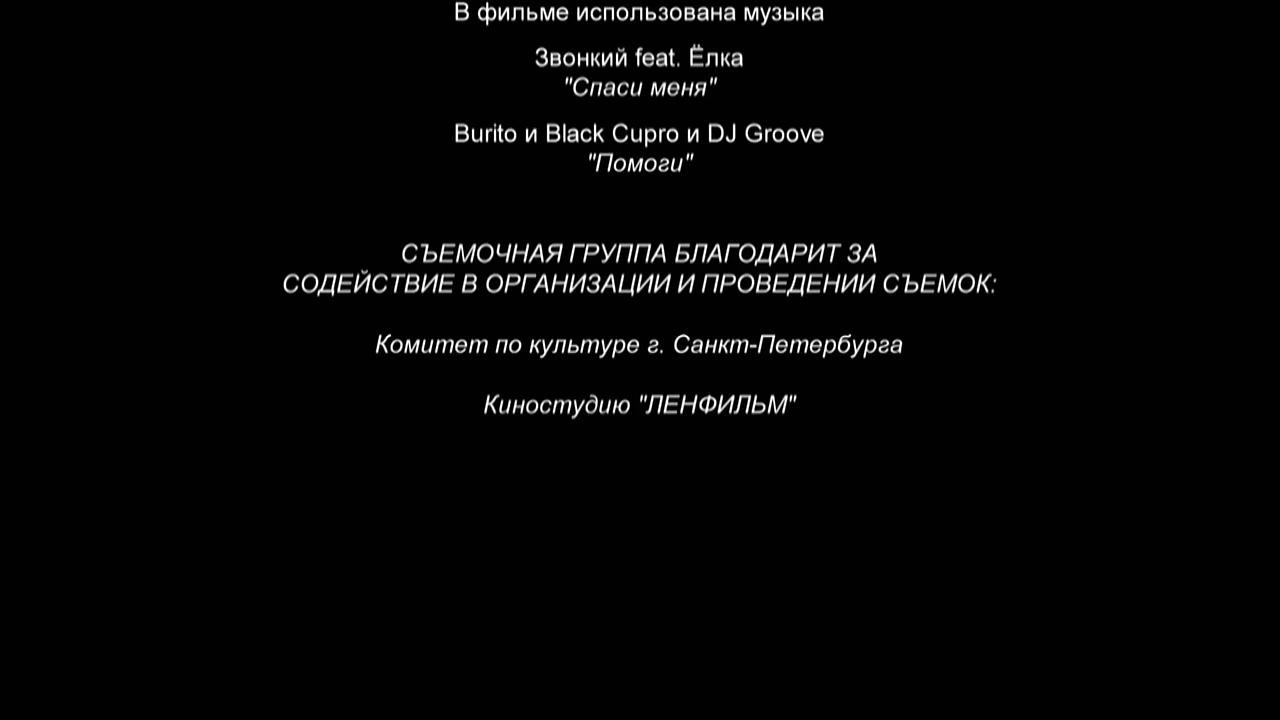 В фильме использована музыка
Звонкий feat. Ёлка
"Спаси меня"
Burito и Black Cupro и DJ Groove
"Помоги"
СЪЕМОЧНАЯ ГРУППА БЛАГОДАРИТ ЗА
СОДЕЙСТВИЕ В ОРГАНИЗАЦИИ И ПРОВЕДЕНИИ СЪЕМОК:
Комитет по культуре г. Санкт-Петербурга
Киностудию "ЛЕНФИЛЬМ"